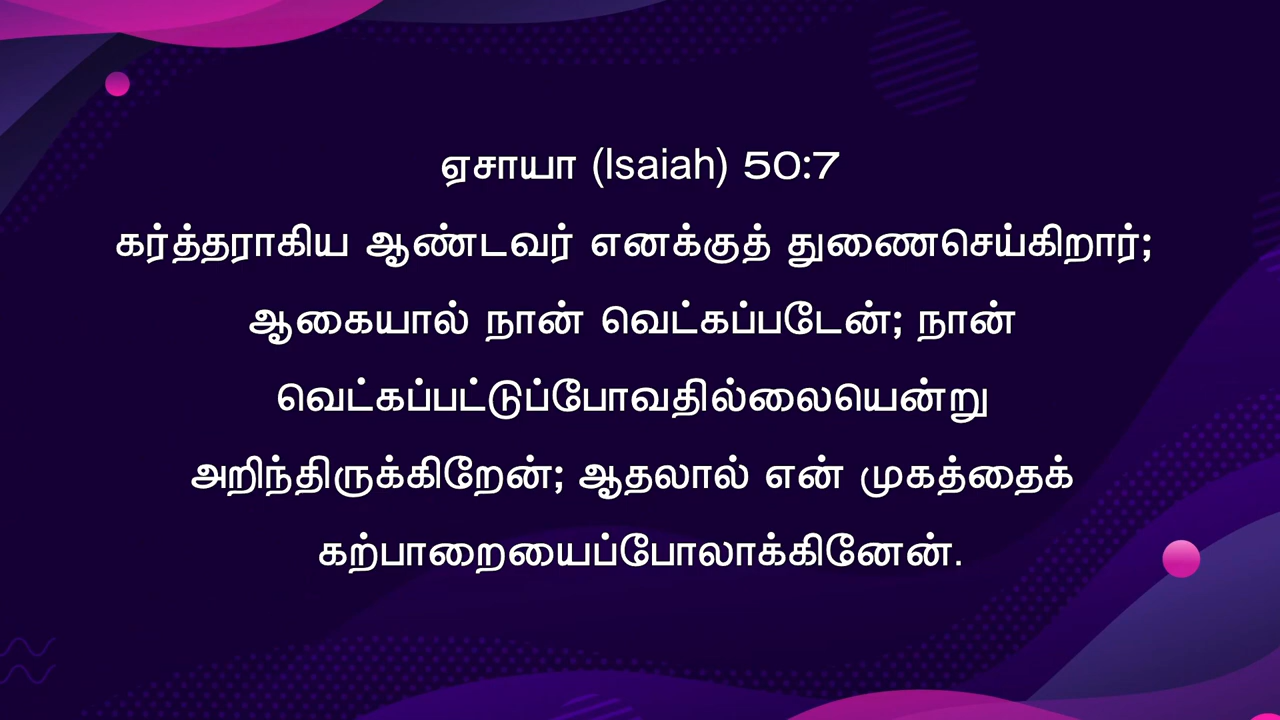 ஏசாயா (Isaiah) 50:7
கர்த்தராகிய ஆண்டவர் எனக்குத் துணைசெய்கிறார்;
ஆகையால் நான் வெட்கப்படேன்; நான்
வெட்கப்பட்டுப்போவதில்லையென்று
அறிந்திருக்கிறேன்; ஆதலால் என் முகத்தைக்
கற்பாறையைப்போலாக்கினேன்.